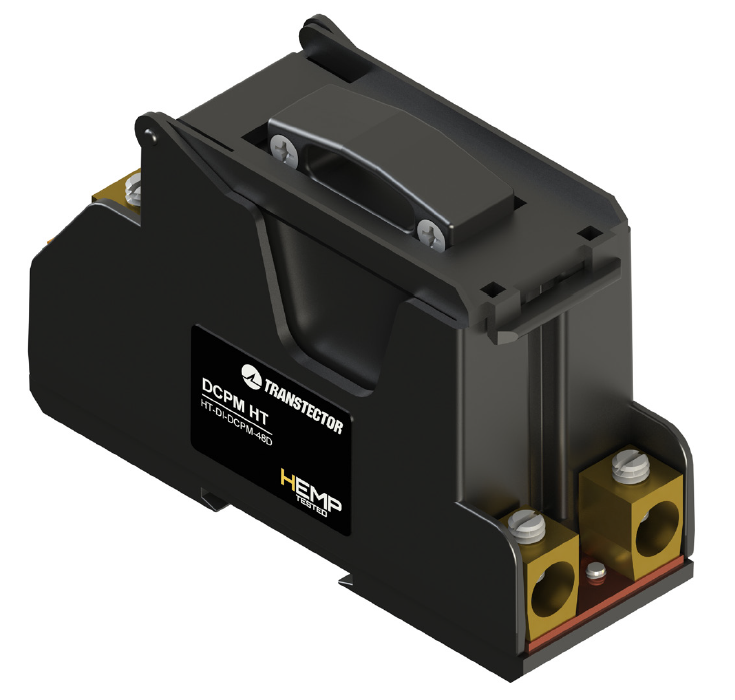 TRANSTECTOR
DCPM HT
HT-DI-DCPM-48D
HEMP
TESTED